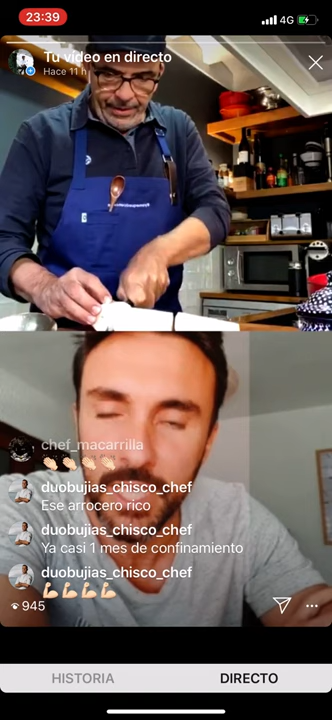 23:39
4G
Tu vídeo en directo
Hace 11 h
chef_macarrilla
👏🏻👏🏻👏🏻👏🏻
duobujias_chisco_chef
Ese arrocero rico
duobujias_chisco_chef
Ya casi 1 mes de confinamiento
duobujias_chisco_chef
💪🏼💪🏼💪🏼💪🏼
945
HISTORIA
DIRECTO